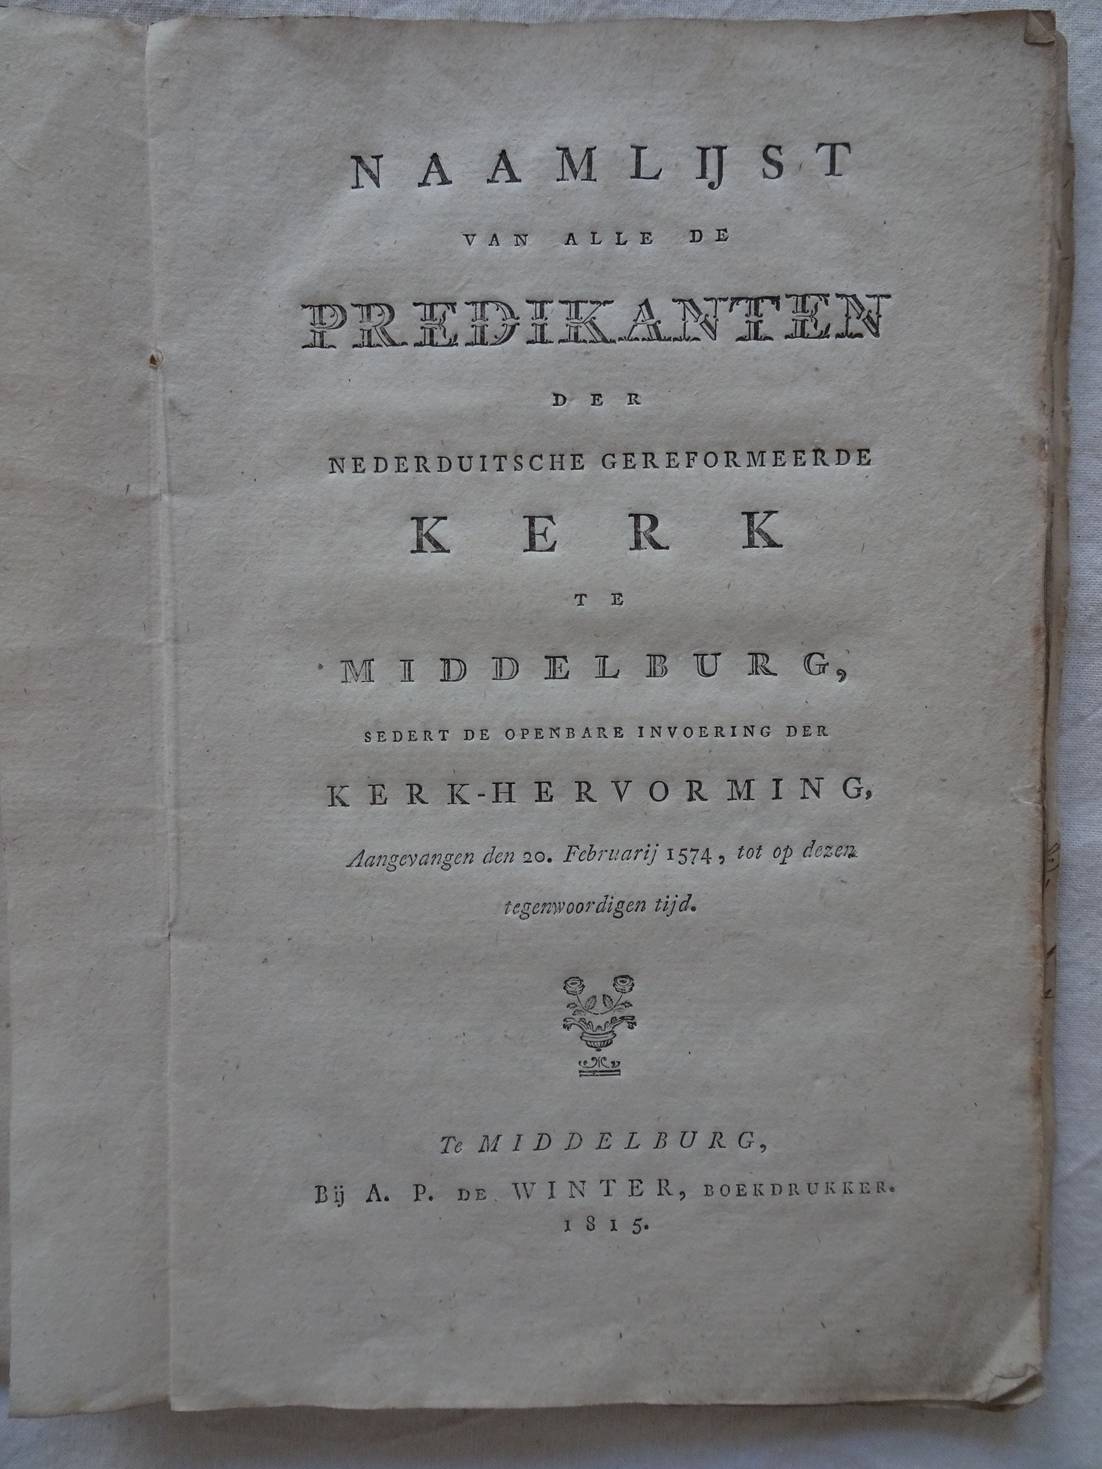 NAAMLIJST
VAN ALLE DE
PREDIKANTEN
DER
NEDERDUITSCHE GEREFORMEERDE
KERK
TE
MIDDELBURG,
SEDERT DE OPENBARE INVOERING DER
KERK-HERVORMING,
Aangevangen den 20. Februarij 1574, tot op dezen
tegenwoordigen tijd.
Te MIDDELBURG,
Bij A. P. DE WINTER, BOEKDRUKKER.
1815.